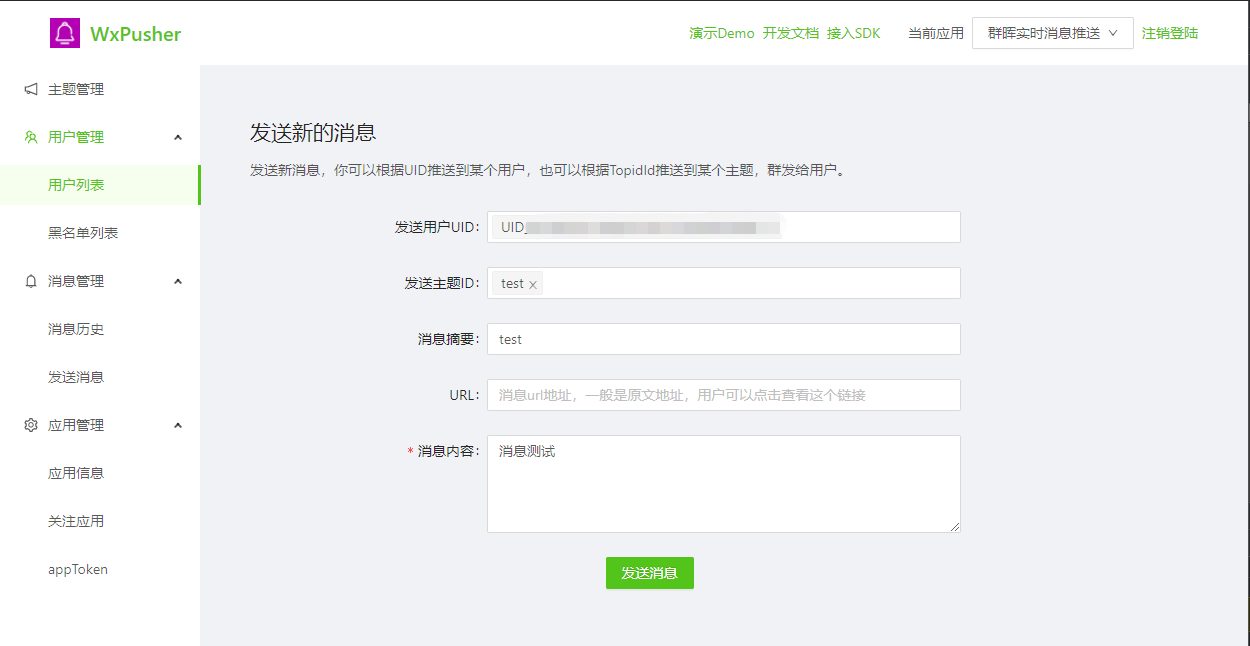 WxPusher
演示Demo 开发文档 接入SDK 当前应用 群晖实时消息推送 注销登陆
主题管理
用户管理
用户列表
黑名单列表
消息管理
消息历史
发送消息
应用管理
应用信息
关注应用
appToken
发送新的消息
发送新消息，你可以根据UID推送到某个用户，也可以根据TopidId推送到某个主题，群发给用户。
发送用户UID： UID_
发送主题ID： test ×
消息摘要： test
URL： 消息url地址，一般是原文地址，用户可以点击查看这个链接
* 消息内容： 消息测试
发送消息